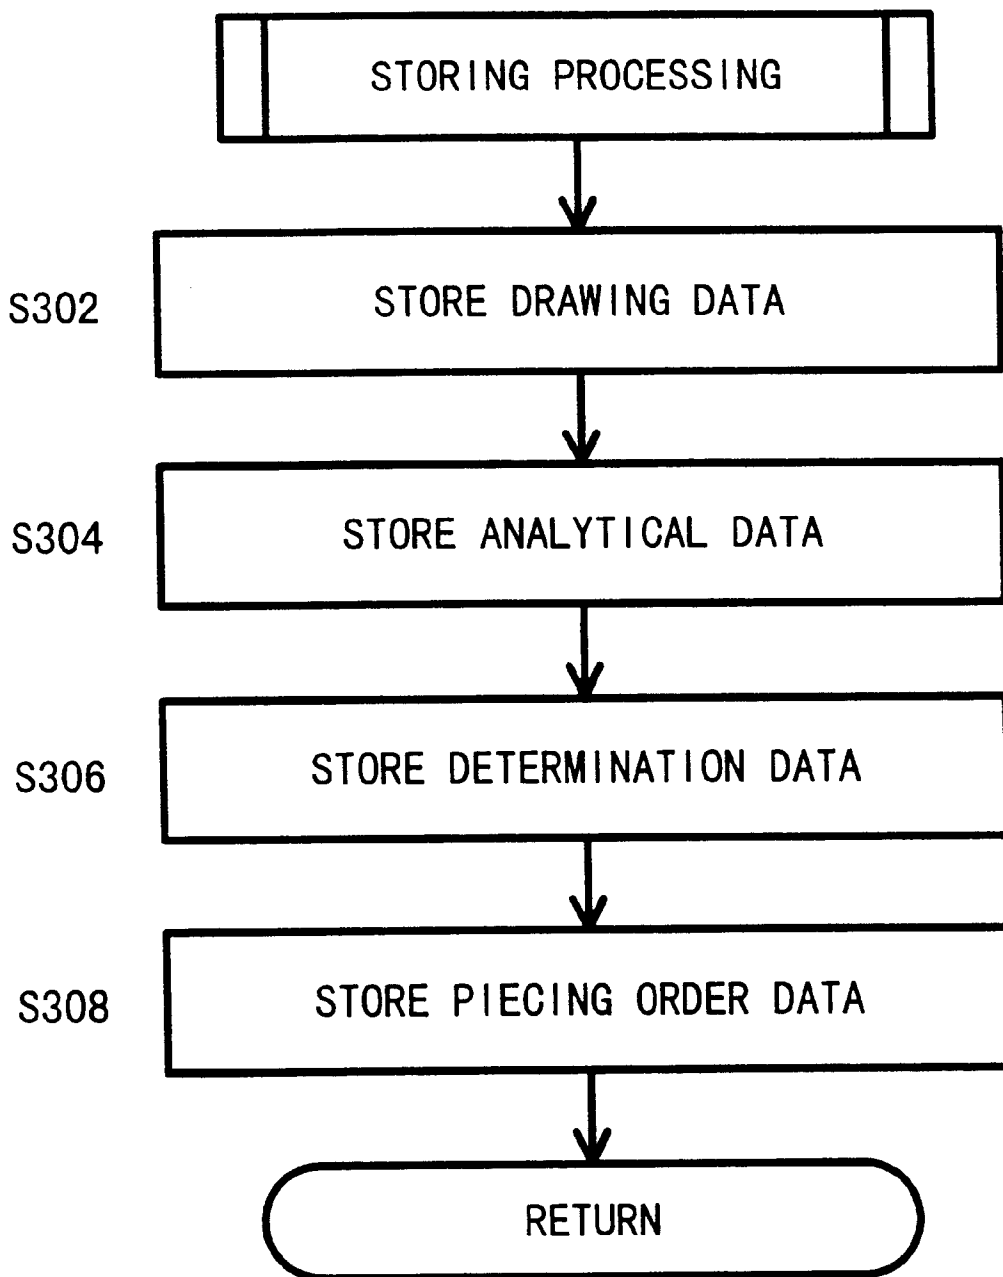 STORING PROCESSING
S302
STORE DRAWING DATA
S304
STORE ANALYTICAL DATA
S306
STORE DETERMINATION DATA
S308
STORE PIECING ORDER DATA
RETURN